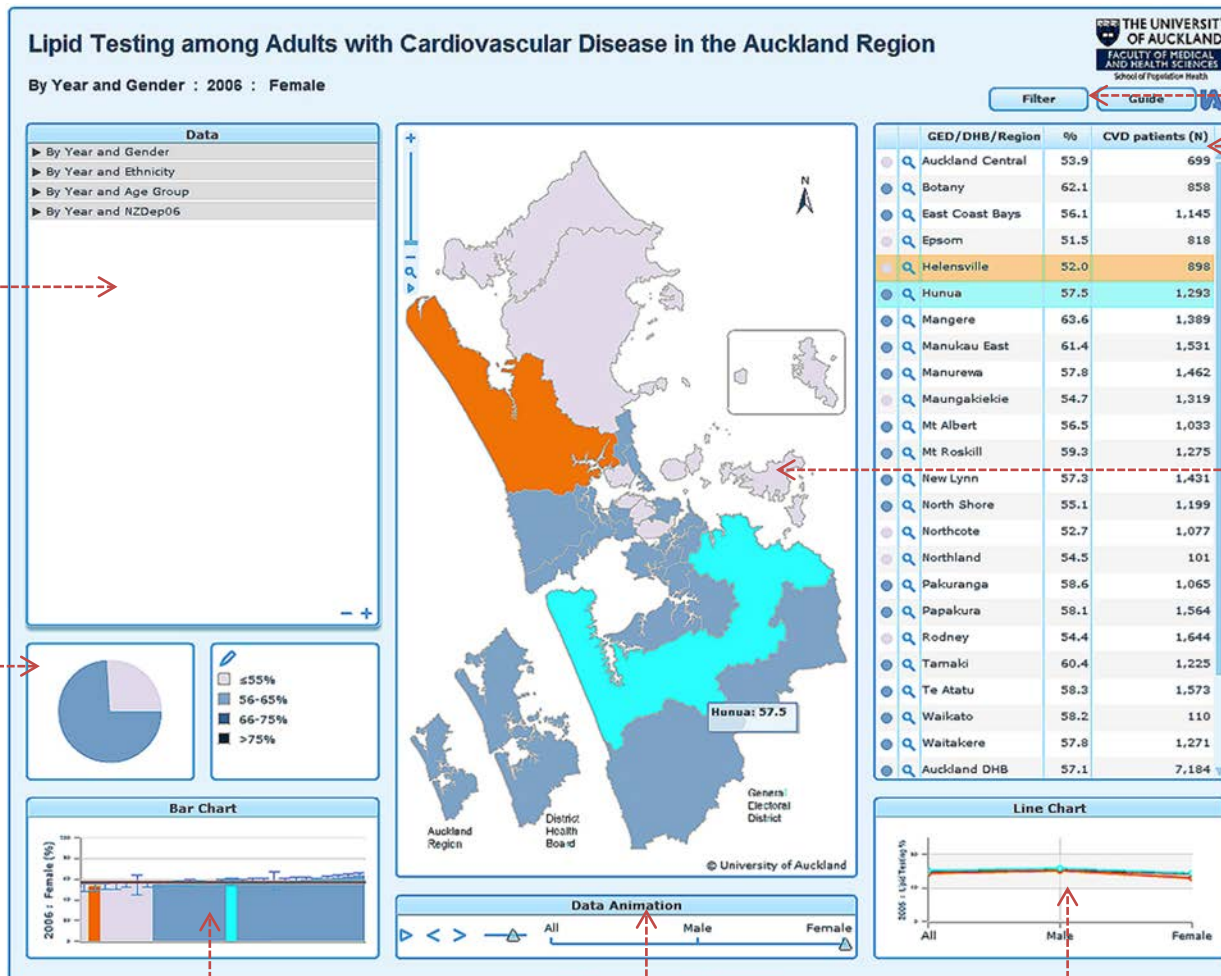 Lipid Testing among Adults with Cardiovascular Disease in the Auckland Region
By Year and Gender : 2006 : Female
THE UNIVERSIT
OF AUCKLAND
FACULTY OF MEDICAL
AND HEALTH SCIENCES
School of Population Health
Filter
Guide
Data
▶ By Year and Gender
▶ By Year and Ethnicity
▶ By Year and Age Group
▶ By Year and NZDep06
≤55%
56-65%
66-75%
>75%
N
Hunua: 57.5
Auckland
Region
District
Health
Board
General
Electoral
District
© University of Auckland
GED/DHB/Region % CVD patients (N)
Auckland Central 53.9 699
Botany 62.1 858
East Coast Bays 56.1 1,145
Epsom 51.5 818
Helensville 52.0 898
Hunua 57.5 1,293
Mangere 63.6 1,389
Manukau East 61.4 1,531
Manurewa 57.8 1,462
Maungakiekie 54.7 1,319
Mt Albert 56.5 1,033
Mt Roskill 59.3 1,275
New Lynn 57.3 1,431
North Shore 55.1 1,199
Northcote 52.7 1,077
Northland 54.5 101
Pakuranga 58.6 1,065
Papakura 58.1 1,564
Rodney 54.4 1,644
Tamaki 60.4 1,225
Te Atatu 58.3 1,573
Waikato 58.2 110
Waitakere 57.8 1,271
Auckland DHB 57.1 7,184
Bar Chart
2006 : Female (%)
Data Animation
All Male Female
Line Chart
2006 : Lipid Testing %
All Male Female